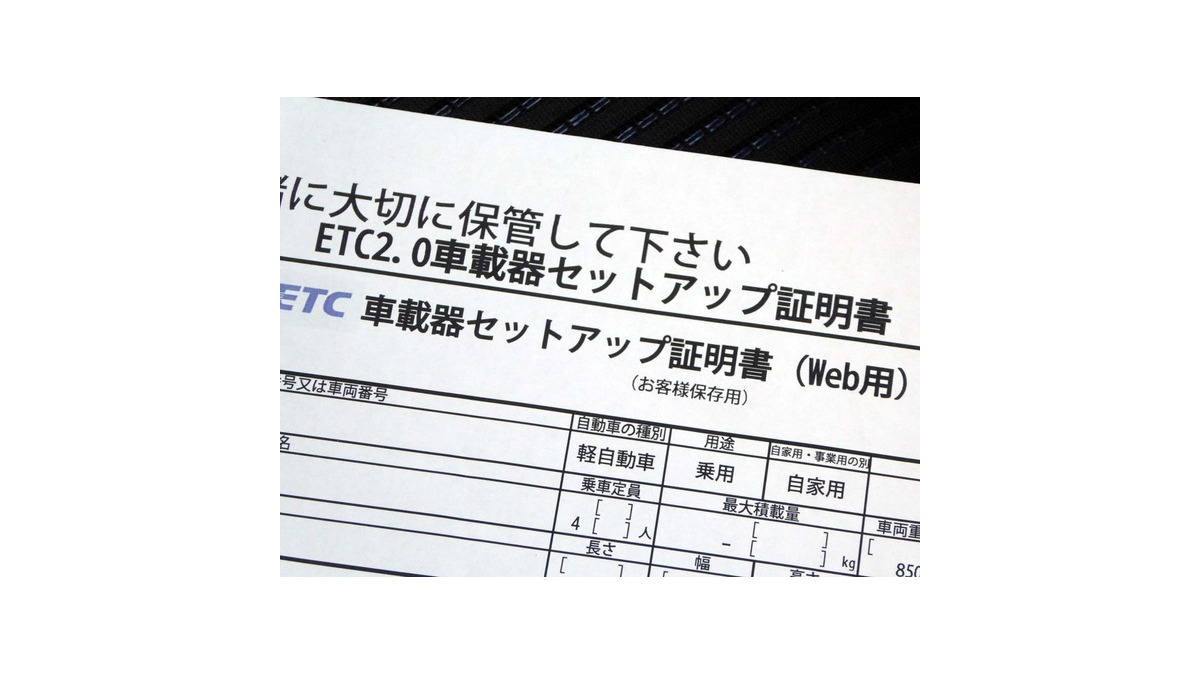 に大切に保管して下さい
ETC2.0車載器セットアップ証明書
ETC 車載器セットアップ証明書（Web用）
（お客様保存用）
号又は車両番号
自動車の種別 用途 自家用・事業用の別
名
軽自動車 乗用 自家用
乗車定員 最大積載量 車両重
4 [ ] 人 － [ ] kg [ 850
長さ 幅 高さ